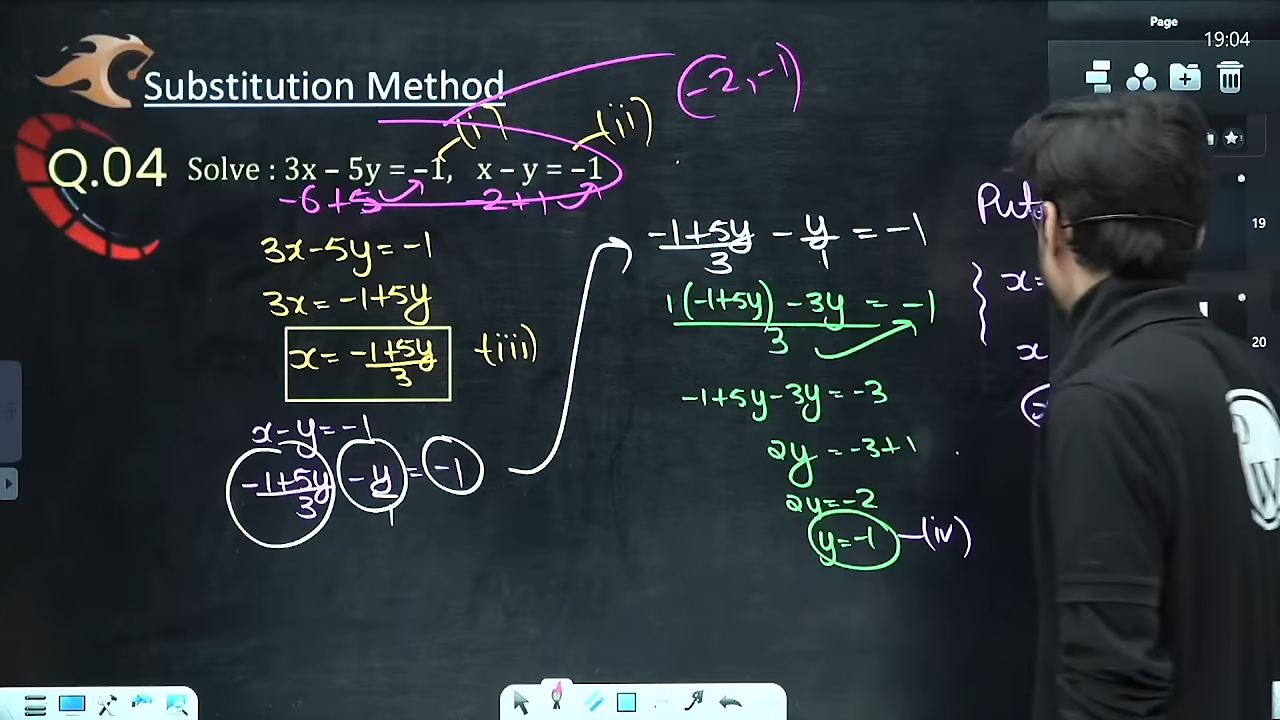 Page
19:04
Substitution Method
(-2, -1)
(i)
(ii)
Q.04
Solve : 3x – 5y = –1, x – y = –1
-6+5
-2+1
3x-5y=-1
3x=-1+5y
x=-1+5y/3 (iii)
x-y=-1
-1+5y/3 -y/1 = -1
-1+5y/3 - y/1 = -1
1(-1+5y)-3y/3 = -1
-1+5y-3y=-3
2y=-3+1
2y=-2
y=-1 (iv)
Put
x=
x
19
20